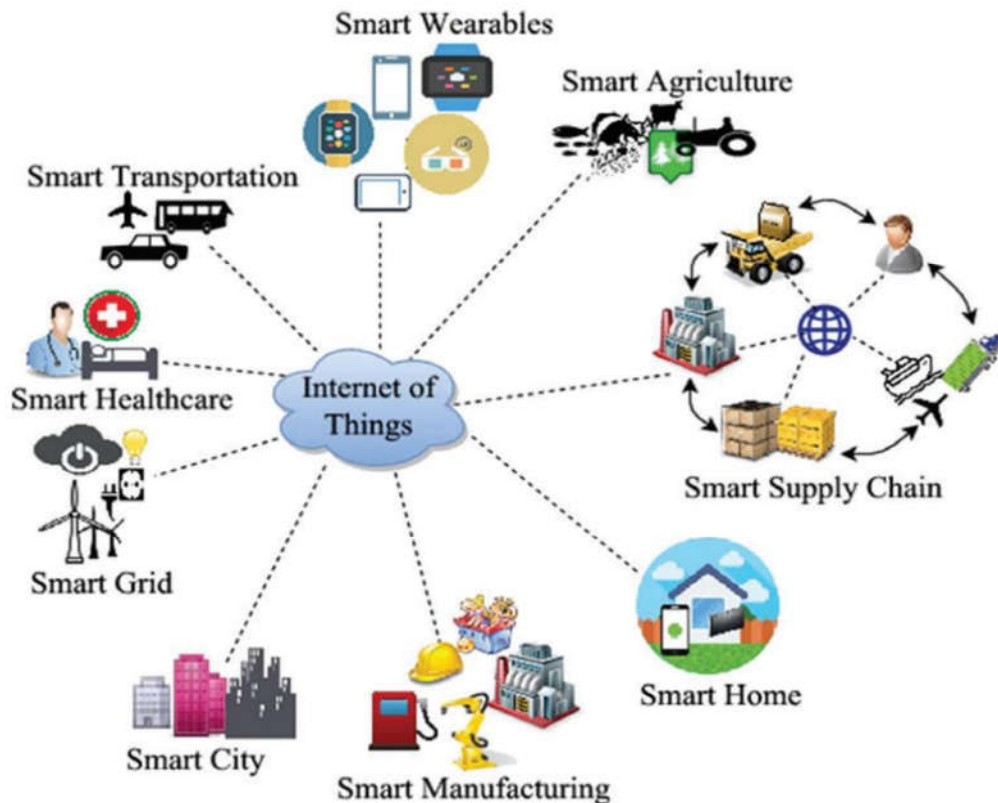 Smart Wearables
Smart Agriculture
Smart Transportation
Internet of
Things
Smart Healthcare
Smart Supply Chain
Smart Grid
Smart Home
Smart City
Smart Manufacturing